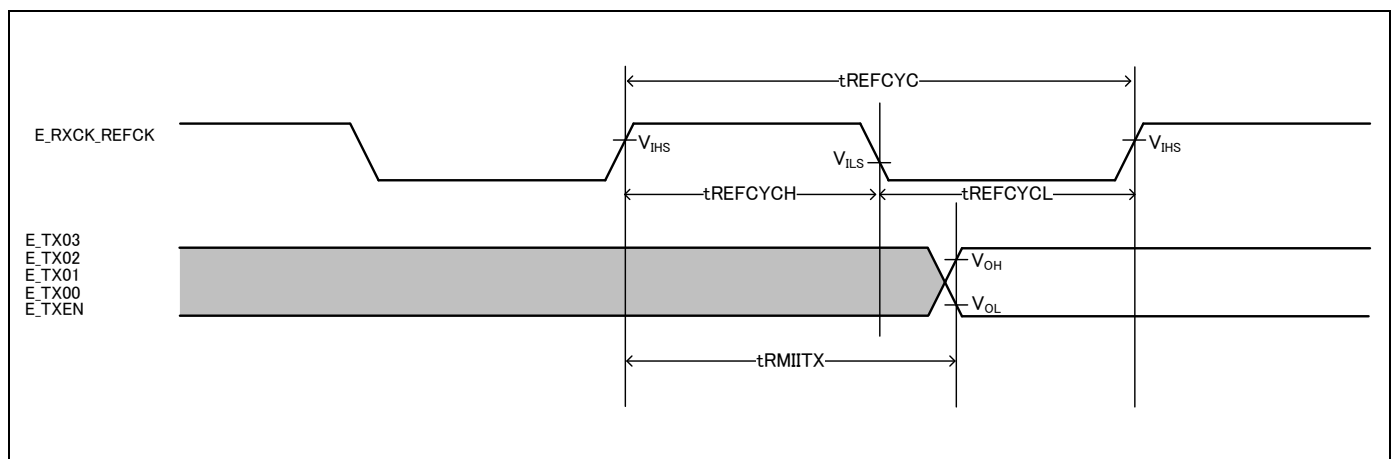 tREFCYC
E_RXCK_REFCK
VIHS
VILS
VIHS
tREFCYCH
tREFCYCL
E_TX03
E_TX02
E_TX01
E_TX00
E_TXEN
VOH
VOL
tRMIITX